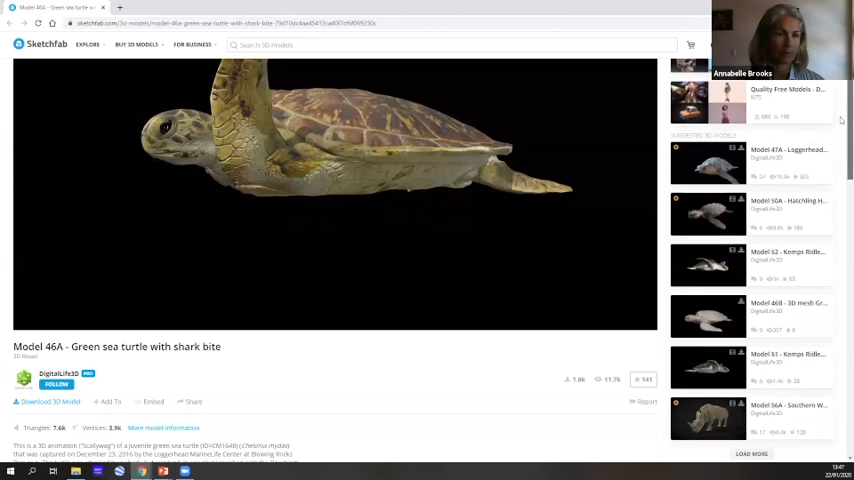 Model 46A - Green sea turtle wi
sketchfab.com/3d-models/model-46a-green-sea-turtle-with-shark-bite-
Sketchfab
EXPLORE
BUY 3D MODELS
FOR BUSINESS
Search 3D models
Annabelle Brooks
Quality Free Models - D...
686
SUGGESTED 3D MODELS
Model 47A - Loggerhead...
DigitalLife3D
24
305
Model 50A - Hatchling H...
DigitalLife3D
186
Model 52 - Kemps Ridle...
DigitalLife3D
Model 46B - 3D mesh Gr...
DigitalLife3D
Model 51 - Kemps Ridle...
DigitalLife3D
Model 56A - Southern W...
DigitalLife3D
17
128
LOAD MORE
Model 46A - Green sea turtle with shark bite
3D Model
DigitalLife3D PRO
FOLLOW
1.8k 11.7k 141
Download 3D Model
Add To
Embed
Share
Report
Triangles: 7.6k
Vertices: 3.9k
More model information
This is a 3D animation ("Scallywag") of a juvenile green sea turtle (ID=CM1648) (Chelonia mydas)
that was captured on December 23, 2016 by the Loggerhead MarineLife Center at Blowing Rocks
13:47
22/01/2020